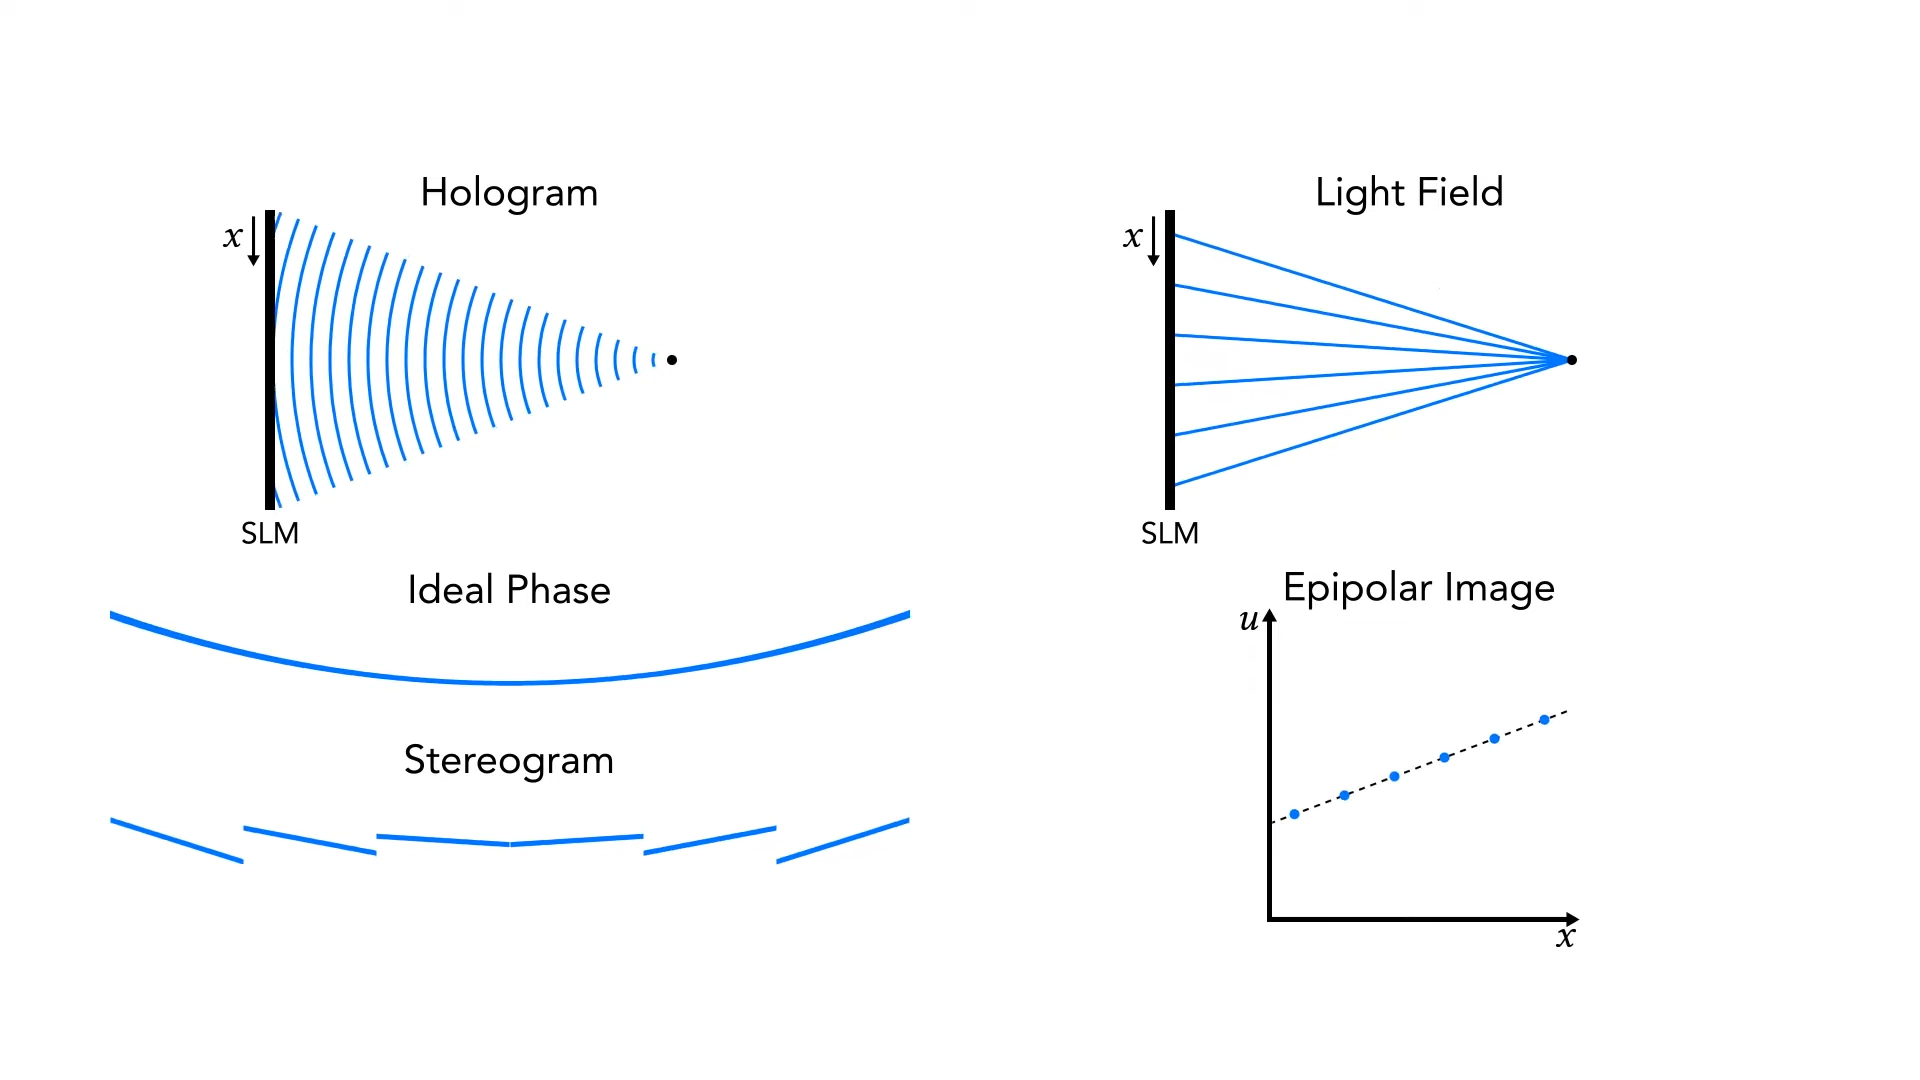 Hologram
x
SLM
Ideal Phase
Stereogram
Light Field
x
SLM
Epipolar Image
u
x